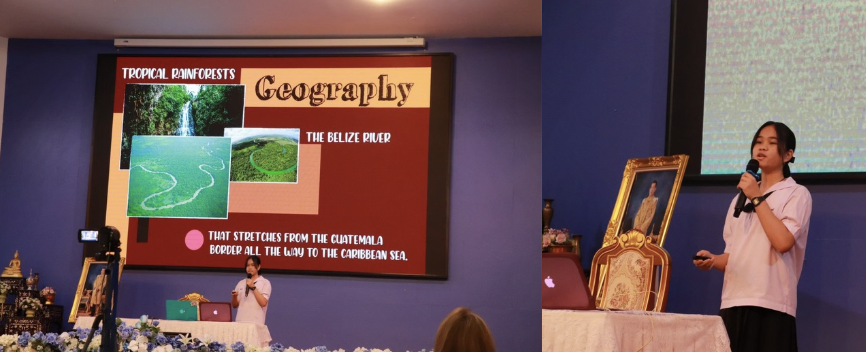 TROPICAL RAINFORESTS
Geography
THE BELIZE RIVER
THAT STRETCHES FROM THE GUATEMALA
BORDER ALL THE WAY TO THE CARIBBEAN SEA.